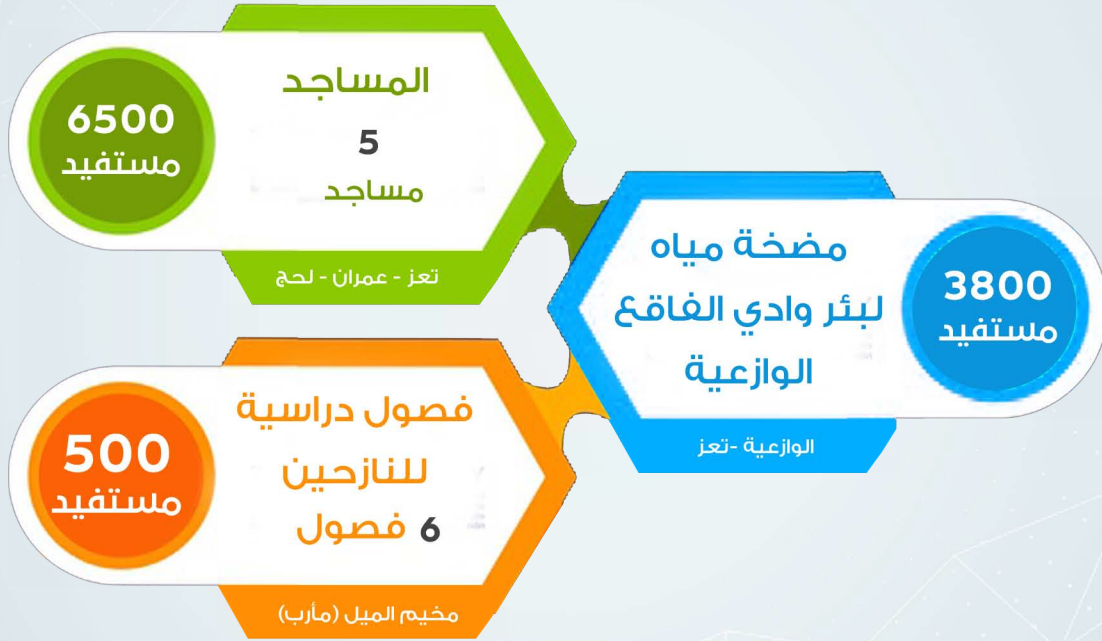 المساجد
5
مساجد
6500
مستفيد
تعز - عمران - لحج
مضخة مياه
لبئر وادي الفاقع
الوازعية
3800
مستفيد
الوازعية -تعز
فصول دراسية
للنازحين
6 فصول
500
مستفيد
مخيم الميل (مأرب)